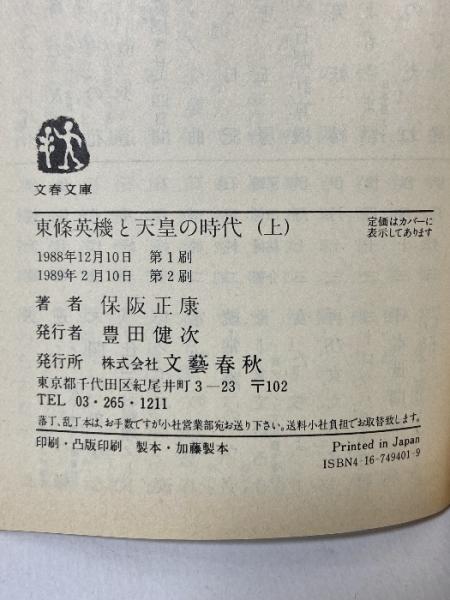 文春文庫
東條英機と天皇の時代(上)
定価はカバーに
表示してあります
1988年12月10日 第1刷
1989年2月10日 第2刷
著者 保阪正康
発行者 豊田健次
発行所 株式会社 文藝春秋
東京都千代田区紀尾井町3-23 〒102
TEL 03・265・1211
落丁、乱丁本は、お手数ですが小社営業部宛お送り下さい。送料小社負担でお取替致します。
印刷・凸版印刷 製本・加藤製本
Printed in Japan
ISBN4-16-749401-9